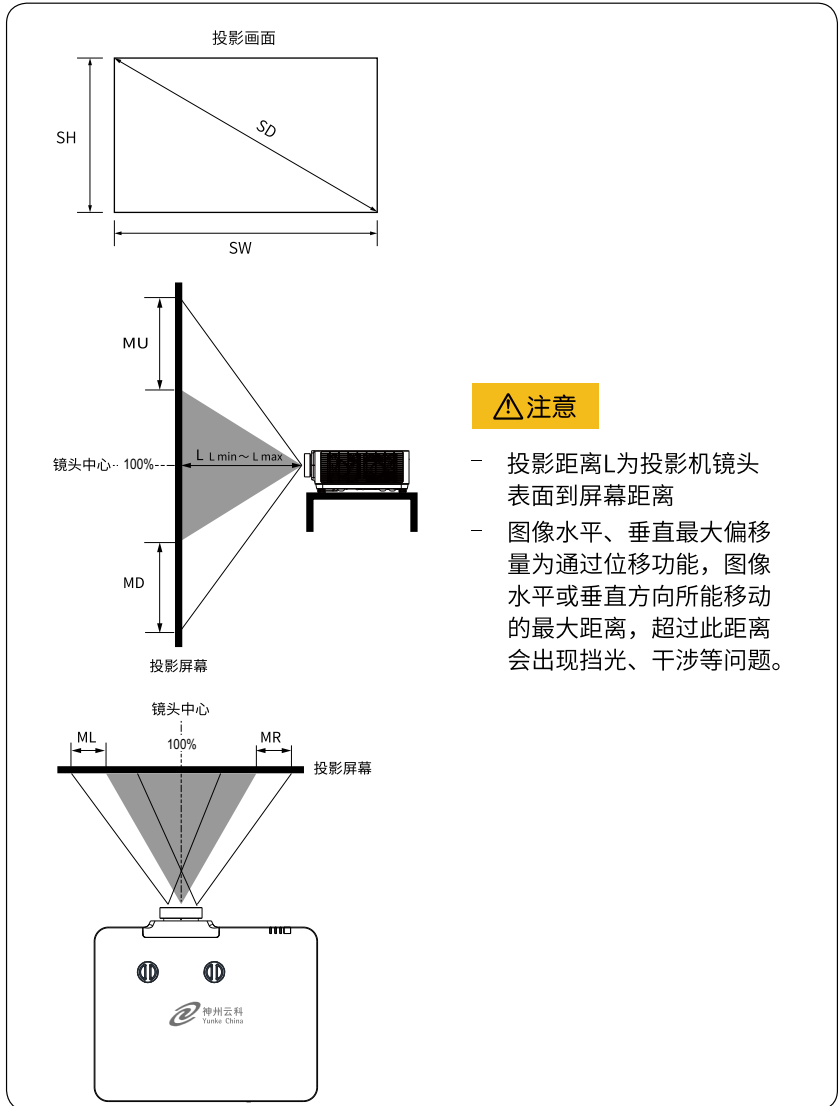 投影画面
SH
SD
SW
MU
镜头中心
100%
L L min～L max
MD
投影屏幕
注意
- 投影距离L为投影机镜头
表面到屏幕距离
- 图像水平、垂直最大偏移
量为通过位移功能，图像
水平或垂直方向所能移动
的最大距离，超过此距离
会出现挡光、干涉等问题。
镜头中心
ML
100%
MR
投影屏幕
神州云科
Yunke China